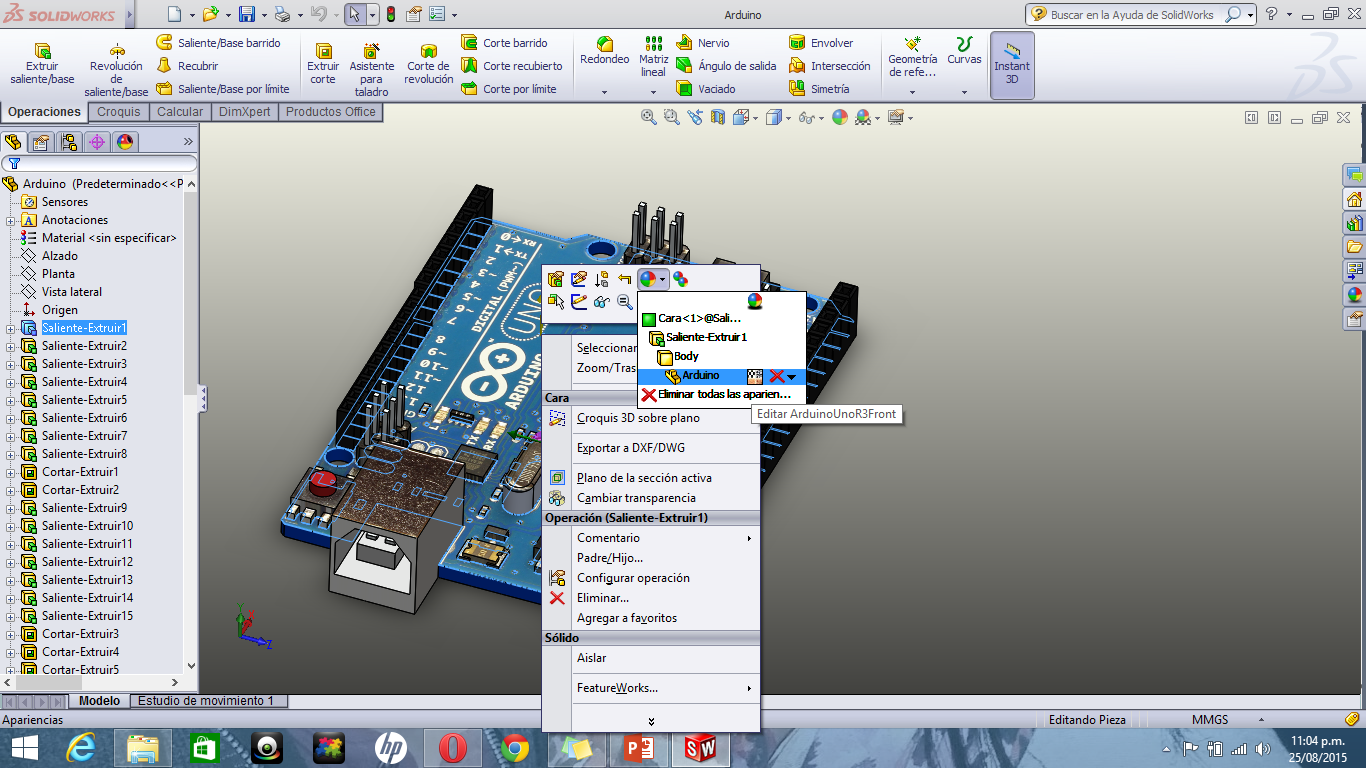 SOLIDWORKS
Arduino
Buscar en la Ayuda de SolidWorks
Extruir
saliente/base
Revolución
de
saliente/base
Saliente/Base barrido
Recubrir
Saliente/Base por límite
Extruir
corte
Asistente
para
taladro
Corte de
revolución
Corte barrido
Corte recubierto
Corte por límite
Redondeo
Matriz
lineal
Nervio
Ángulo de salida
Vaciado
Envolver
Intersección
Simetría
Geometría
de refe...
Curvas
Instant
3D
Operaciones
Croquis
Calcular
DimXpert
Productos Office
Arduino (Predeterminado<<P
Sensores
Anotaciones
Material <sin especificar>
Alzado
Planta
Vista lateral
Origen
Saliente-Extruir1
Saliente-Extruir2
Saliente-Extruir3
Saliente-Extruir4
Saliente-Extruir5
Saliente-Extruir6
Saliente-Extruir7
Saliente-Extruir8
Cortar-Extruir1
Cortar-Extruir2
Saliente-Extruir9
Saliente-Extruir10
Saliente-Extruir11
Saliente-Extruir12
Saliente-Extruir13
Saliente-Extruir14
Saliente-Extruir15
Cortar-Extruir3
Cortar-Extruir4
Cortar-Extruir5
DIGITAL (PWM~)
UNO
ARDUINO
RX
TX
Cara<1>@Sali...
Saliente-Extruir1
Body
Arduino
Eliminar todas las aparien...
Editar ArduinoUnoR3Front
Seleccionar
Zoom/Tras
Cara
Croquis 3D sobre plano
Exportar a DXF/DWG
Plano de la sección activa
Cambiar transparencia
Operación (Saliente-Extruir1)
Comentario
Padre/Hijo...
Configurar operación
Eliminar...
Agregar a favoritos
Sólido
Aislar
FeatureWorks...
Y
Z
Modelo
Estudio de movimiento 1
Apariencias
Editando Pieza
MMGS
11:04 p.m.
25/08/2015